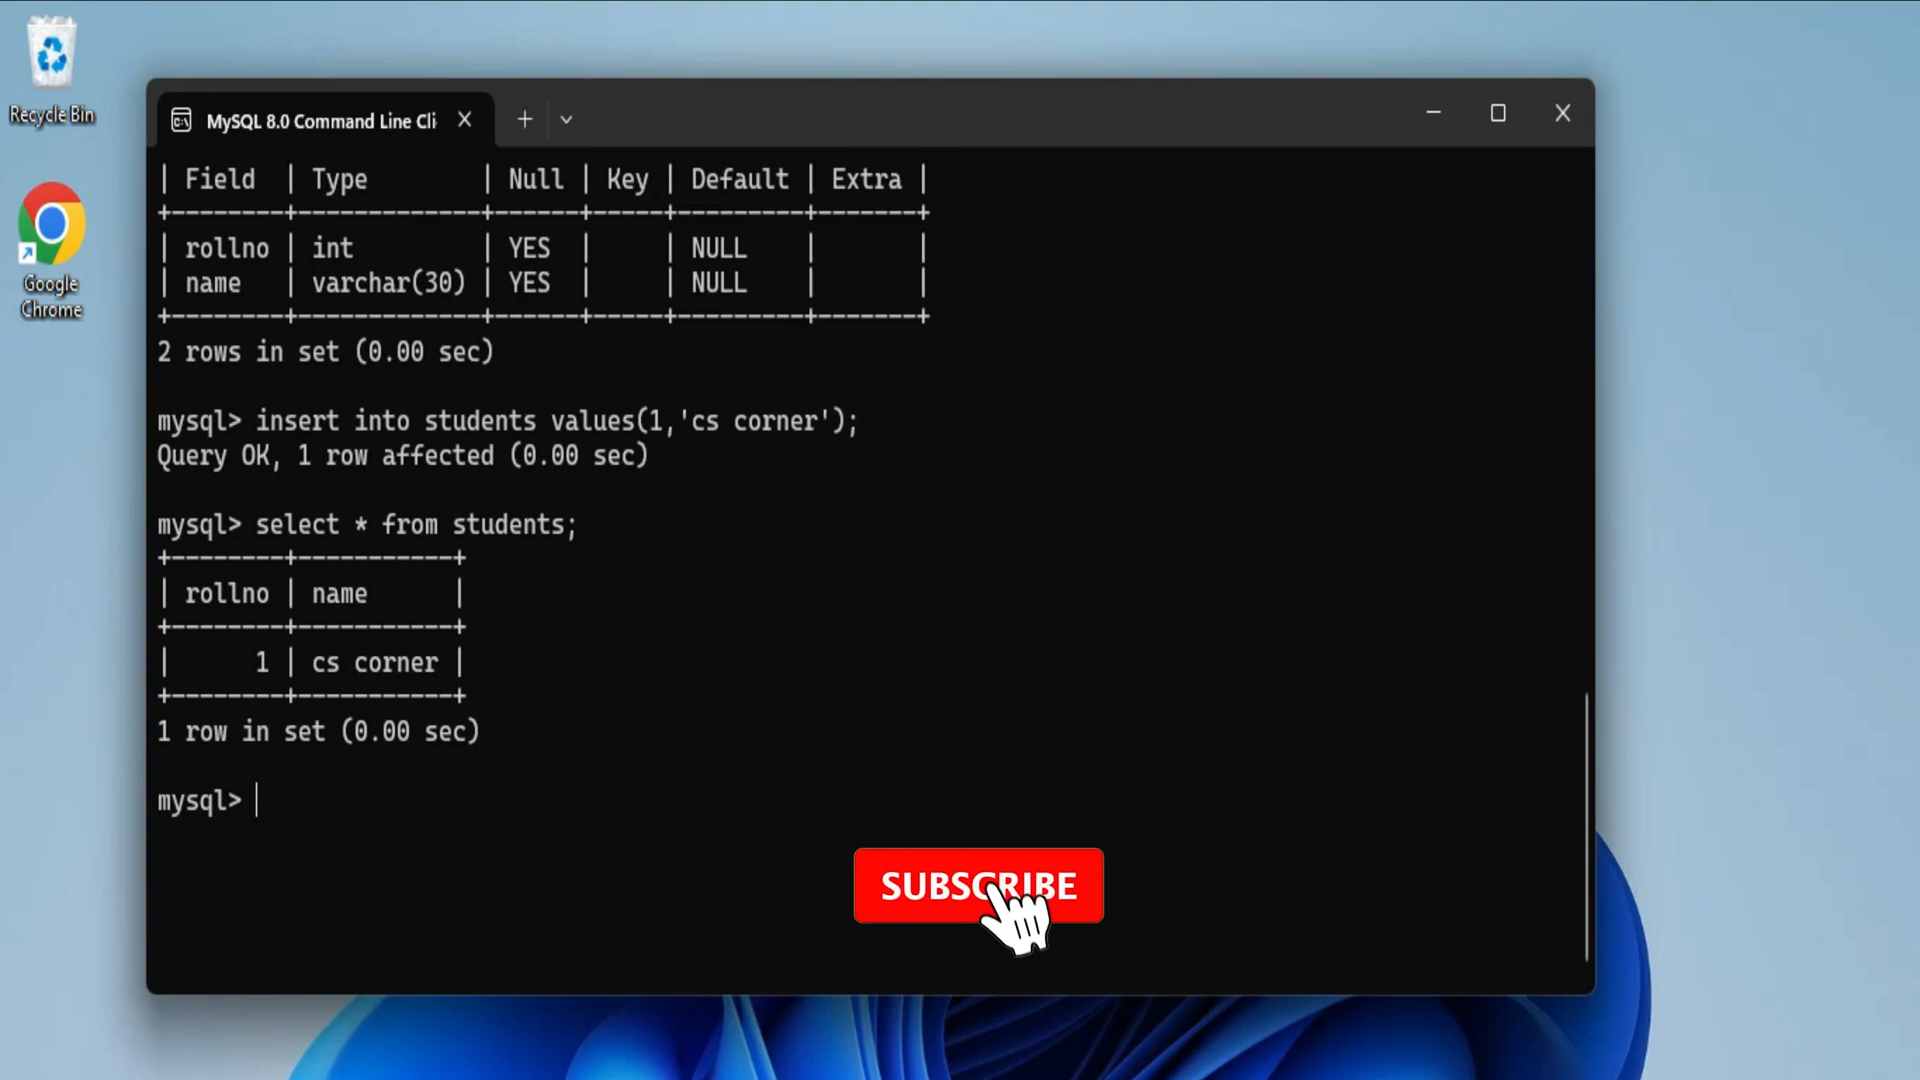 Recycle Bin
Google
Chrome
MySQL 8.0 Command Line Cli
| Field  | Type        | Null | Key | Default | Extra |
+--------+-------------+------+-----+---------+-------+
| rollno | int         | YES  |     | NULL    |       |
| name   | varchar(30) | YES  |     | NULL    |       |
+--------+-------------+------+-----+---------+-------+
2 rows in set (0.00 sec)
mysql> insert into students values(1,'cs corner');
Query OK, 1 row affected (0.00 sec)
mysql> select * from students;
+--------+-----------+
| rollno | name      |
+--------+-----------+
|      1 | cs corner |
+--------+-----------+
1 row in set (0.00 sec)
mysql>
SUBSCRIBE